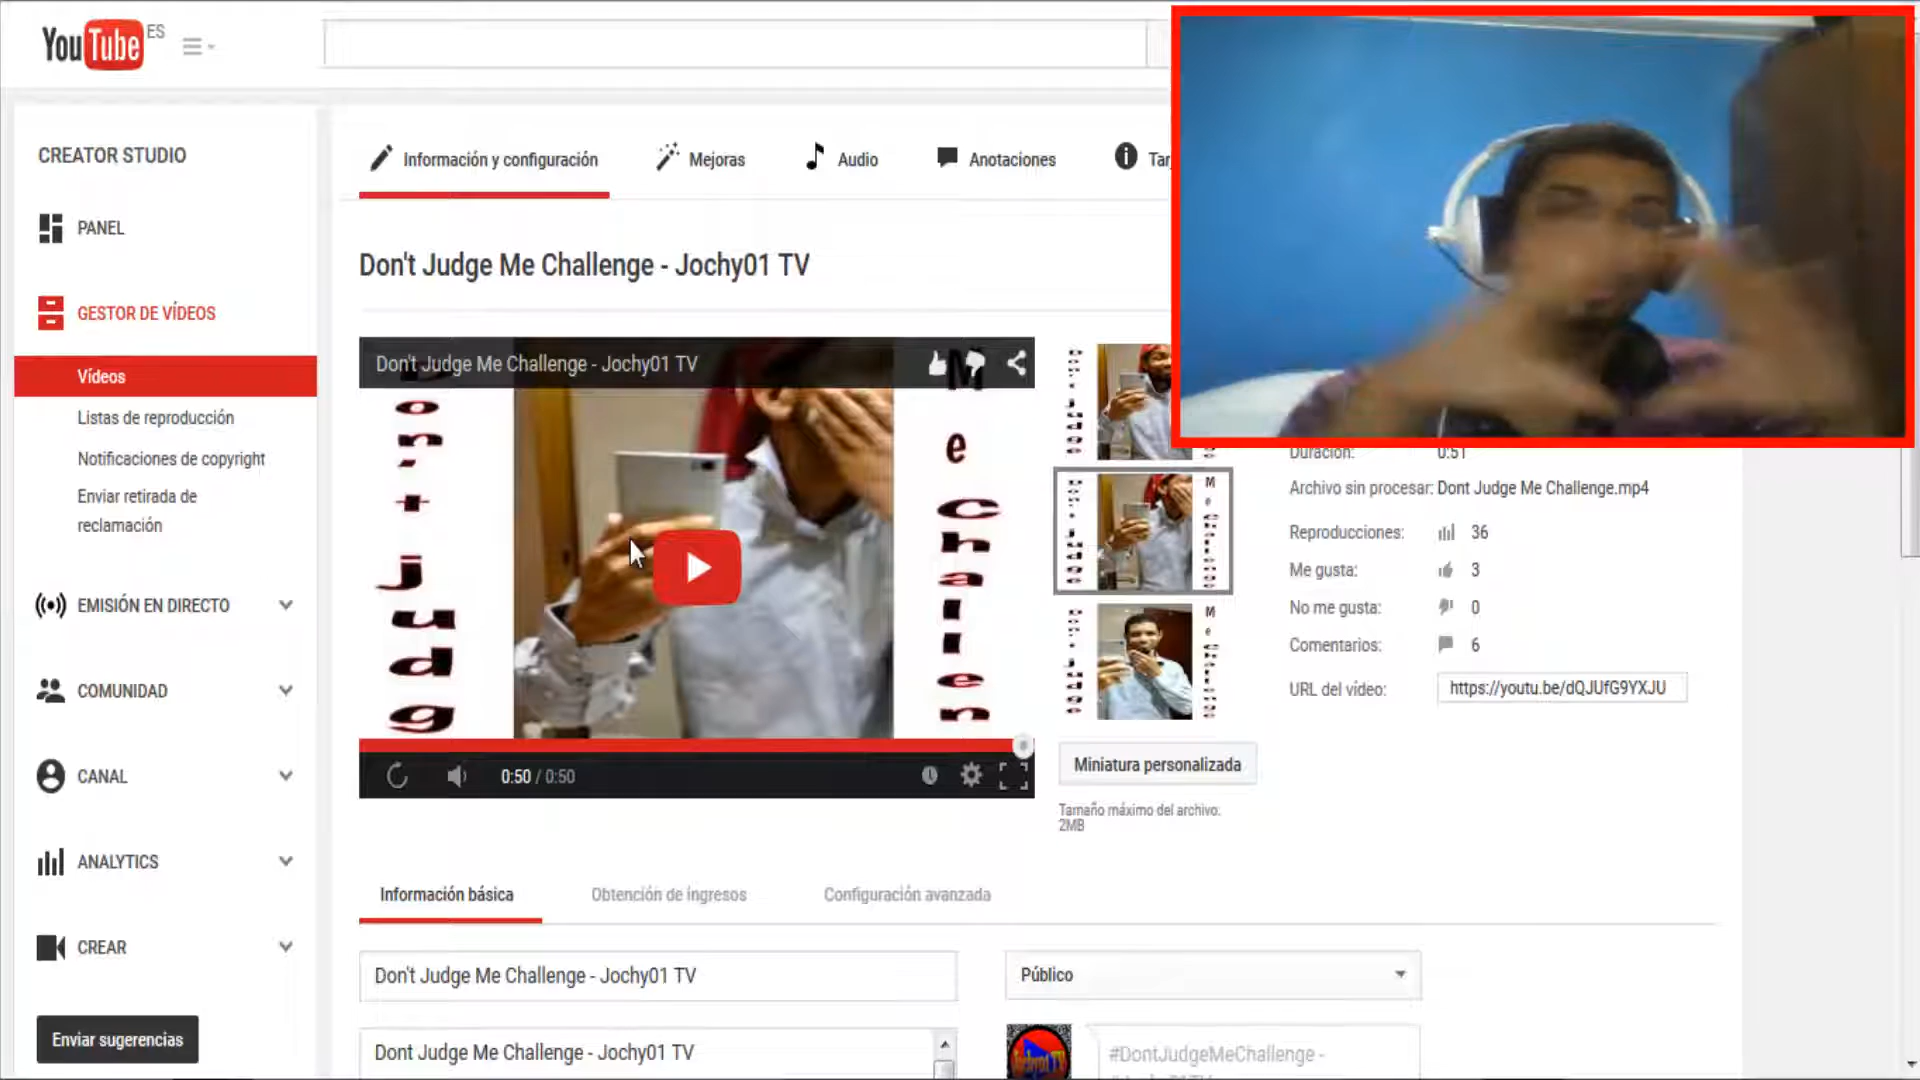 YouTube ES
CREATOR STUDIO
PANEL
GESTOR DE VÍDEOS
Vídeos
Listas de reproducción
Notificaciones de copyright
Enviar retirada de
reclamación
EMISIÓN EN DIRECTO
COMUNIDAD
CANAL
ANALYTICS
CREAR
Enviar sugerencias
Información y configuración
Mejoras
Audio
Anotaciones
Don't Judge Me Challenge - Jochy01 TV
Don't Judge Me Challenge - Jochy01 TV
0:50 / 0:50
Miniatura personalizada
Tamaño máximo del archivo:
2MB
Duración: 0:51
Archivo sin procesar: Dont Judge Me Challenge.mp4
Reproducciones: 36
Me gusta: 3
No me gusta: 0
Comentarios: 6
URL del vídeo: https://youtu.be/dQJUfG9YXJU
Información básica
Obtención de ingresos
Configuración avanzada
Don't Judge Me Challenge - Jochy01 TV
Público
Dont Judge Me Challenge - Jochy01 TV
#DontJudgeMeChallenge -